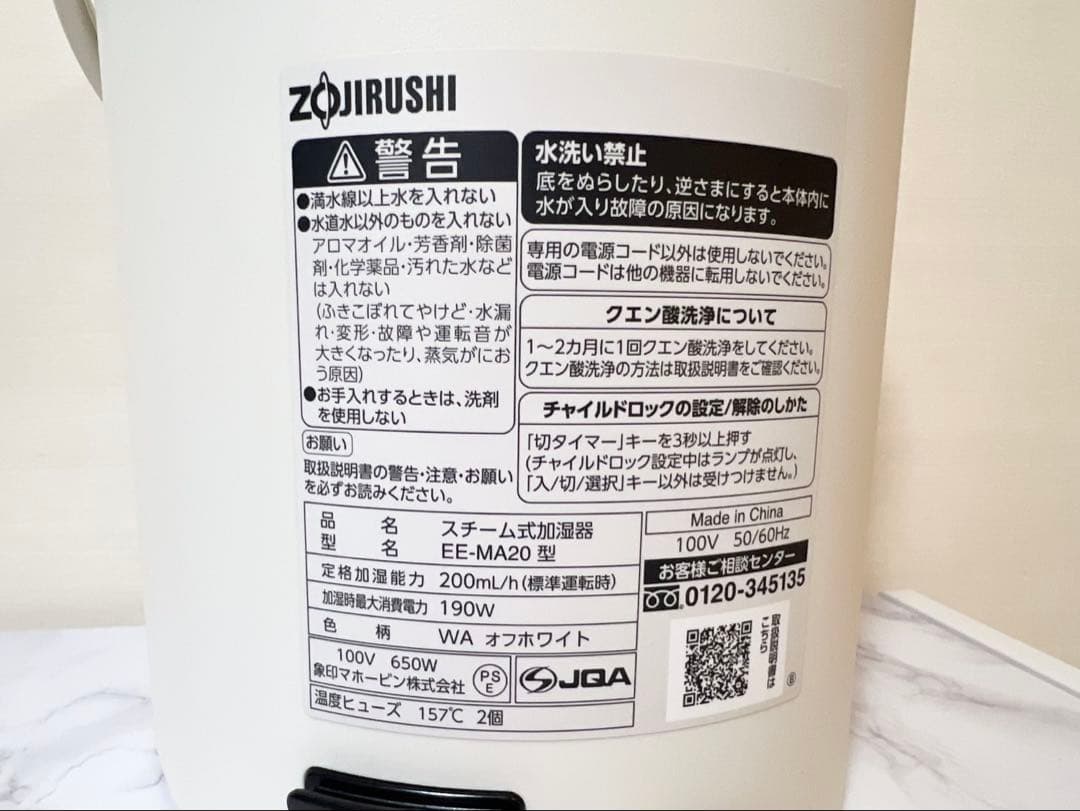 ZOJIRUSHI
警告
●満水線以上水を入れない
●水道水以外のものを入れない
アロマオイル・芳香剤・除菌
剤・化学薬品・汚れた水など
は入れない
(ふきこぼれてやけど・水漏
れ・変形・故障や運転音が
大きくなったり、蒸気がにお
う原因)
●お手入れするときは、洗剤
を使用しない
お願い
取扱説明書の警告・注意・お願い
を必ずお読みください。
水洗い禁止
底をぬらしたり、逆さまにすると本体内に
水が入り故障の原因になります。
専用の電源コード以外は使用しないでください。
電源コードは他の機器に転用しないでください。
クエン酸洗浄について
1～2カ月に1回クエン酸洗浄をしてください。
クエン酸洗浄の方法は取扱説明書をご確認ください。
チャイルドロックの設定/解除のしかた
「切タイマー」キーを3秒以上押す
(チャイルドロック設定中はランプが点灯し、
「入/切/選択」キー以外は受けつけません。)
品名 スチーム式加湿器
型名 EE-MA20 型
定格加湿能力 200mL/h(標準運転時)
加湿時最大消費電力 190W
色柄 WA オフホワイト
100V 650W
象印マホービン株式会社
PS
E
JQA
温度ヒューズ 157℃ 2個
Made in China
100V 50/60Hz
お客様ご相談センター
0120-345135
取扱説明書は
こちら
Ⓑ